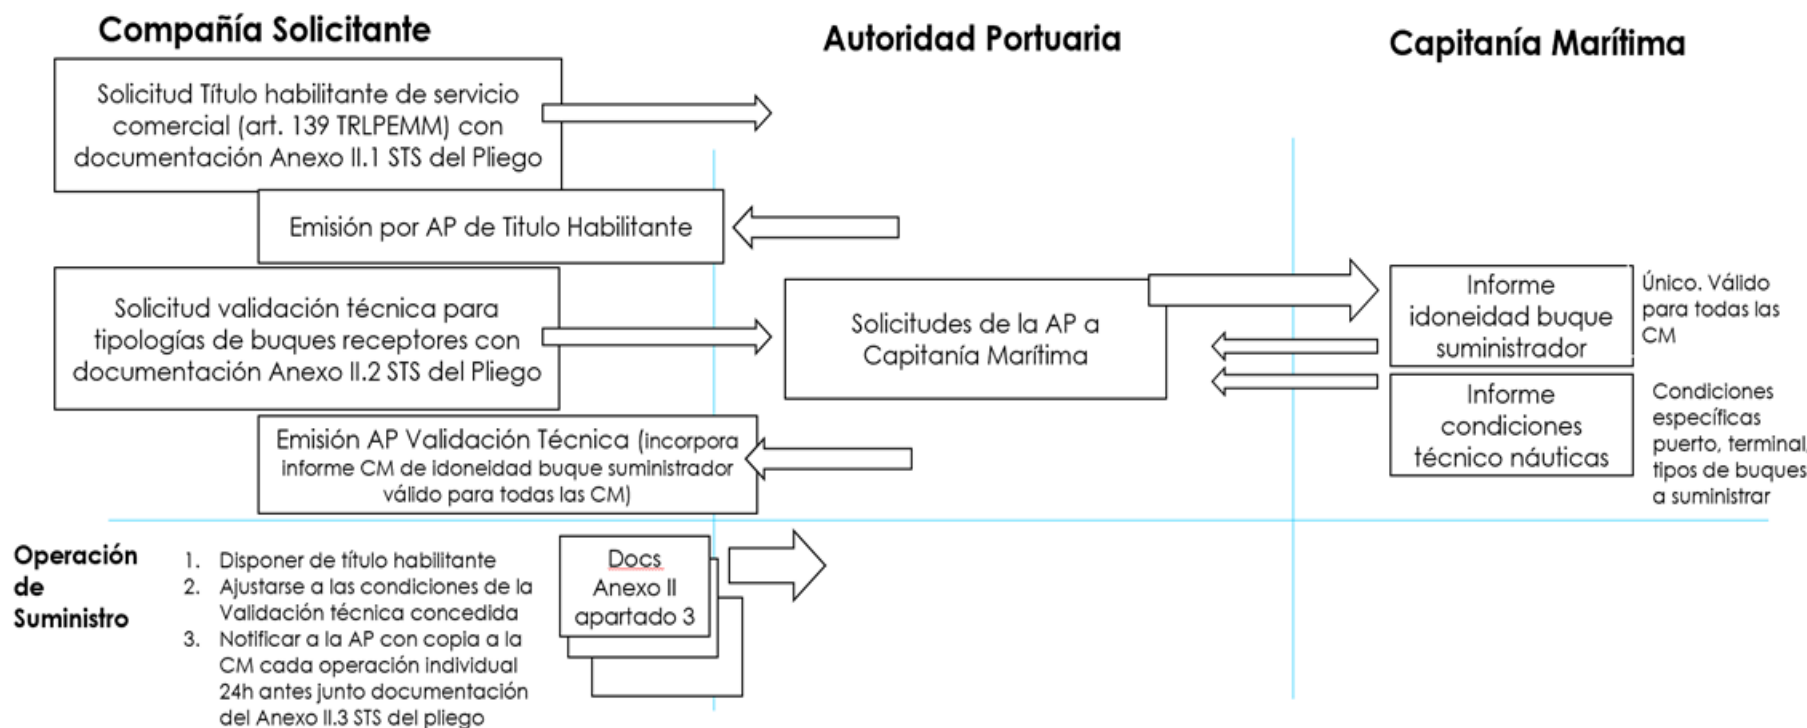 Compañía Solicitante
Autoridad Portuaria
Capitanía Marítima
Solicitud Título habilitante de servicio
comercial (art. 139 TRLPEMM) con
documentación Anexo II.1 STS del Pliego
Emisión por AP de Titulo Habilitante
Solicitud validación técnica para
tipologías de buques receptores con
documentación Anexo II.2 STS del Pliego
Solicitudes de la AP a
Capitanía Marítima
Informe
idoneidad buque
suministrador
Único. Válido
para todas las
CM
Informe
condiciones
técnico náuticas
Condiciones
específicas
puerto, terminal,
tipos de buques
a suministrar
Emisión AP Validación Técnica (incorpora
informe CM de idoneidad buque suministrador
válido para todas las CM)
Operación
de
Suministro
1. Disponer de título habilitante
2. Ajustarse a las condiciones de la
Validación técnica concedida
3. Notificar a la AP con copia a la
CM cada operación individual
24h antes junto documentación
del Anexo II.3 STS del pliego
Docs
Anexo II
apartado 3